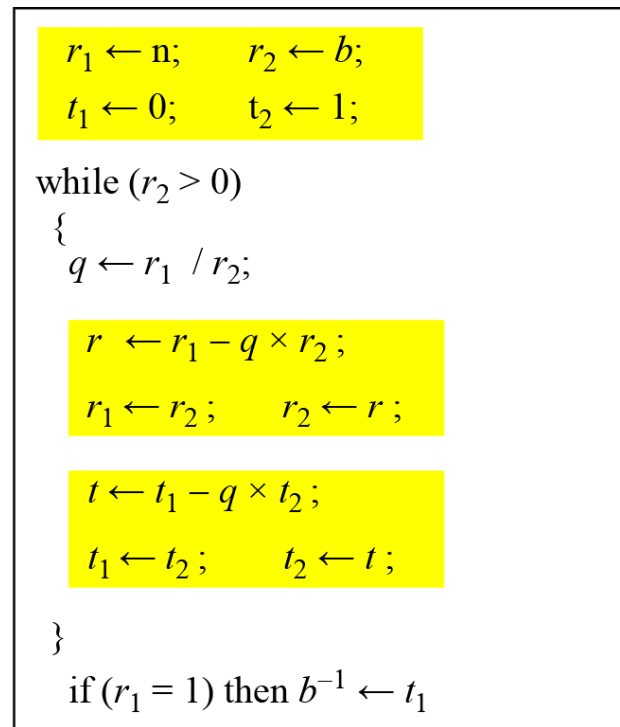 r₁ ← n; r₂ ← b;
t₁ ← 0; t₂ ← 1;
while (r₂ > 0)
{
q ← r₁ / r₂;
r ← r₁ − q × r₂ ;
r₁ ← r₂ ; r₂ ← r ;
t ← t₁ − q × t₂ ;
t₁ ← t₂ ; t₂ ← t ;
}
if (r₁ = 1) then b⁻¹ ← t₁